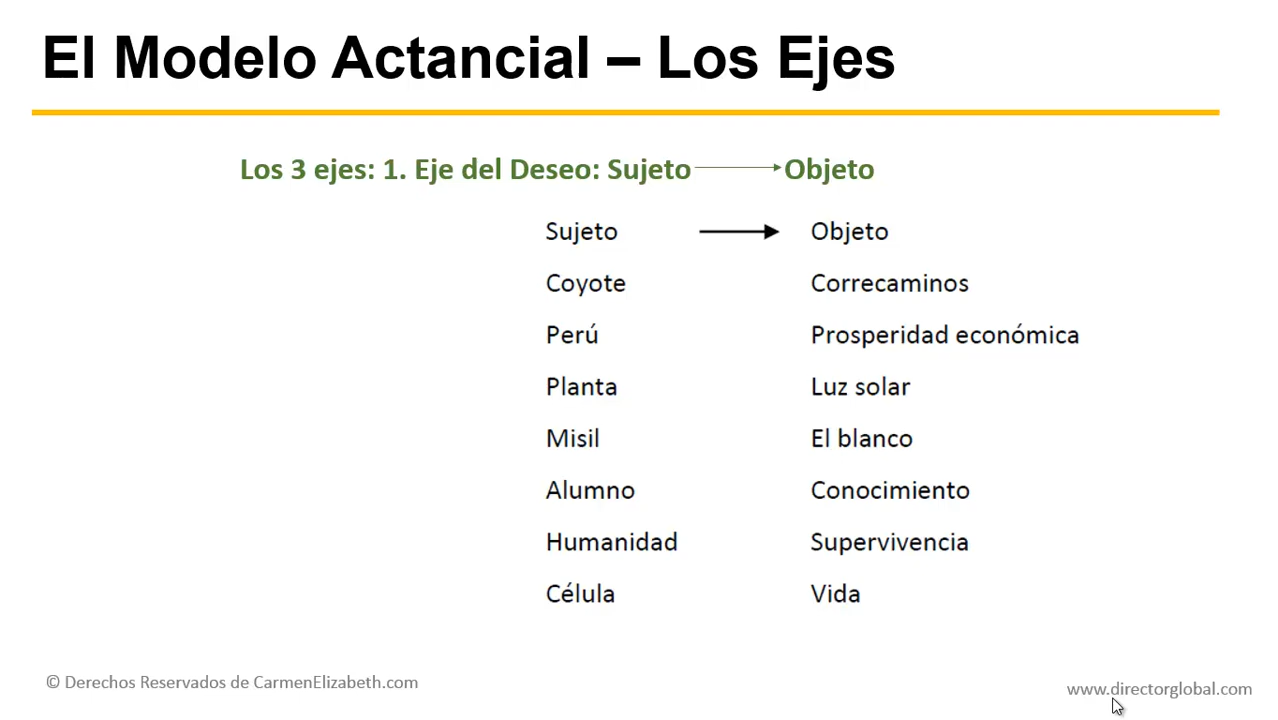 El Modelo Actancial – Los Ejes
Los 3 ejes: 1. Eje del Deseo: Sujeto Objeto
Sujeto Objeto
Coyote Correcaminos
Perú Prosperidad económica
Planta Luz solar
Misil El blanco
Alumno Conocimiento
Humanidad Supervivencia
Célula Vida
© Derechos Reservados de CarmenElizabeth.com
www.directorglobal.com